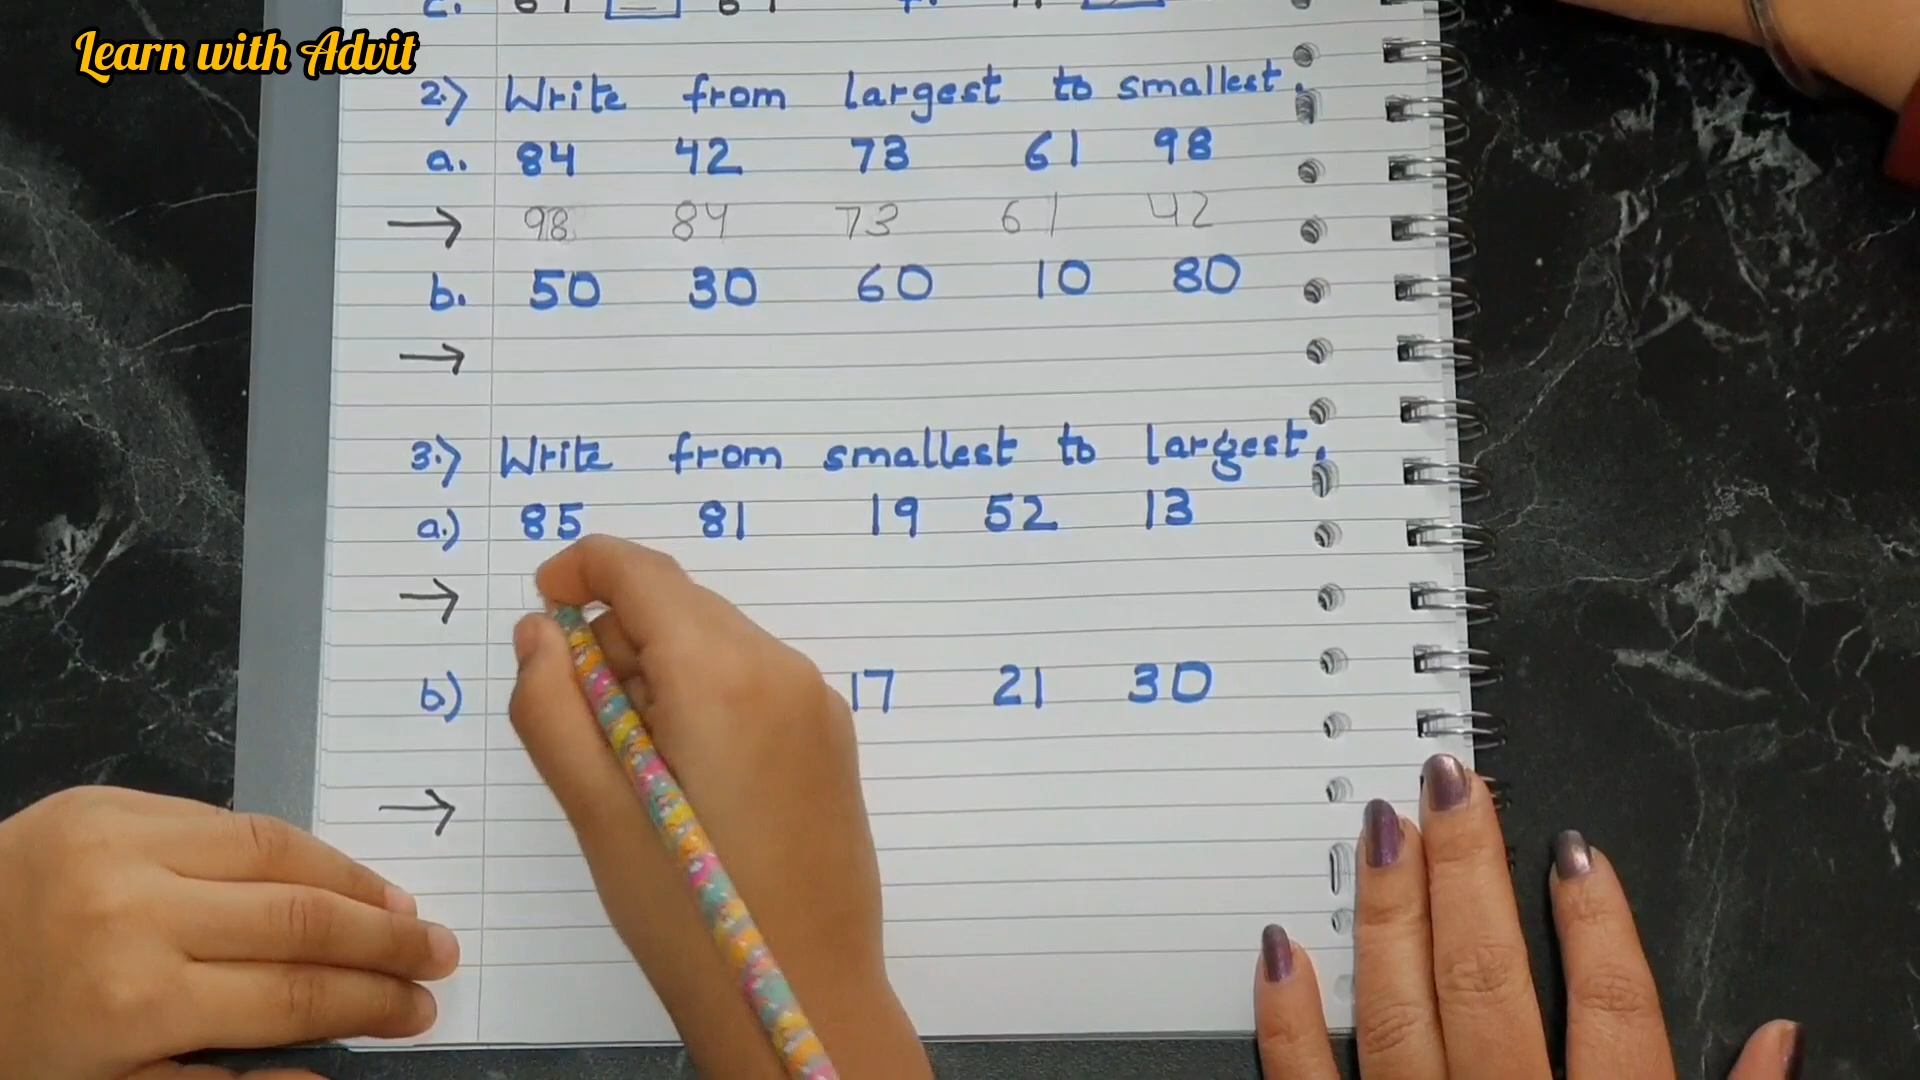 Learn with Advit
2.) Write from largest to smallest.
a. 84 42 73 61 98
→ 98 84 73 61 42
b. 50 30 60 10 80
→
3.) Write from smallest to largest.
a.) 85 81 19 52 13
→
b) 17 21 30
→